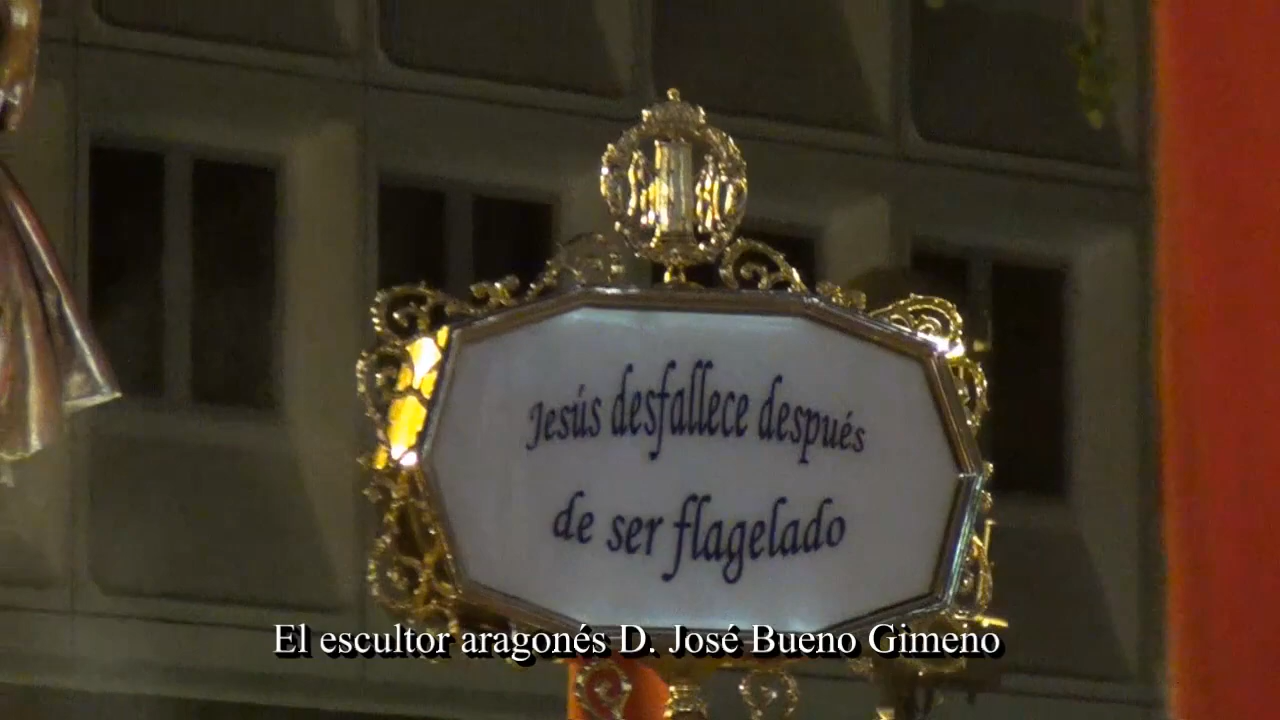 Jesús desfallece después
de ser flagelado
El escultor aragonés D. José Bueno Gimeno